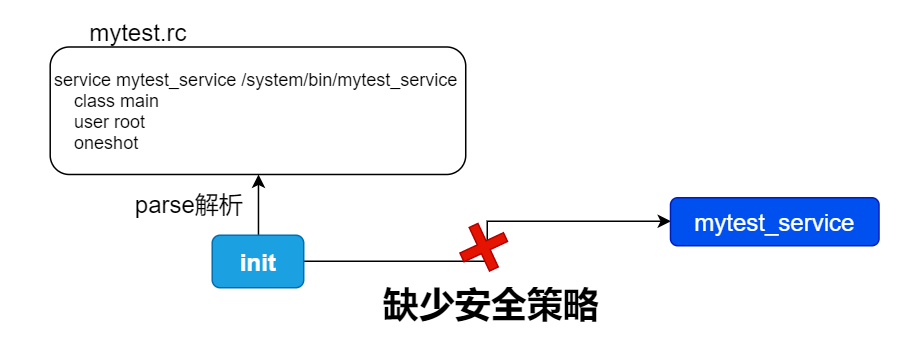 mytest.rc
service mytest_service /system/bin/mytest_service
class main
user root
oneshot
parse解析
init
mytest_service
缺少安全策略